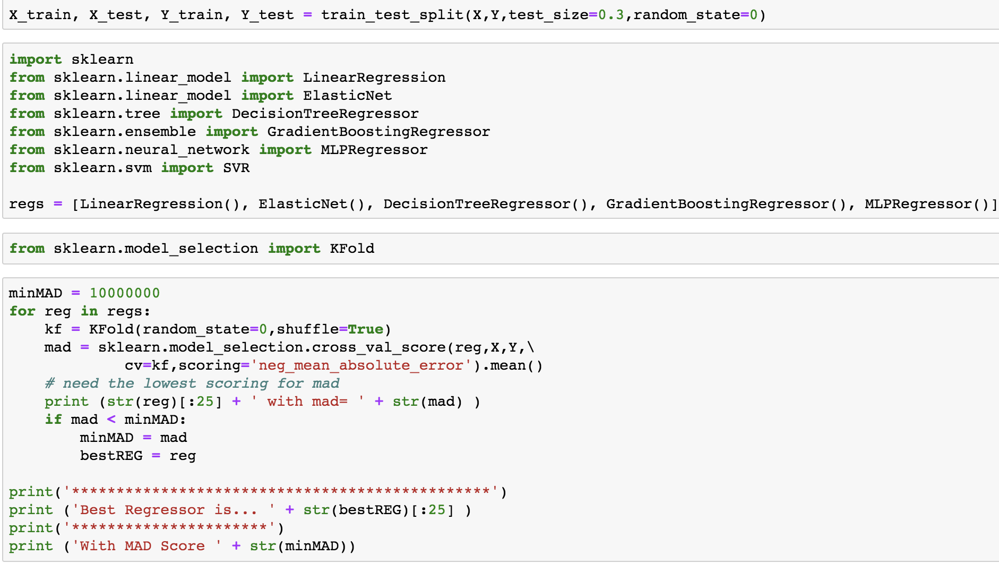 X_train, X_test, Y_train, Y_test = train_test_split(X,Y,test_size=0.3,random_state=0)
import sklearn
from sklearn.linear_model import LinearRegression
from sklearn.linear_model import ElasticNet
from sklearn.tree import DecisionTreeRegressor
from sklearn.ensemble import GradientBoostingRegressor
from sklearn.neural_network import MLPRegressor
from sklearn.svm import SVR
regs = [LinearRegression(), ElasticNet(), DecisionTreeRegressor(), GradientBoostingRegressor(), MLPRegressor()]
from sklearn.model_selection import KFold
minMAD = 10000000
for reg in regs:
    kf = KFold(random_state=0,shuffle=True)
    mad = sklearn.model_selection.cross_val_score(reg,X,Y,\
             cv=kf,scoring='neg_mean_absolute_error').mean()
    # need the lowest scoring for mad
    print (str(reg)[:25] + ' with mad= ' + str(mad) )
    if mad < minMAD:
        minMAD = mad
        bestREG = reg
print('***********************************************')
print ('Best Regressor is... ' + str(bestREG)[:25] )
print('**********************')
print ('With MAD Score ' + str(minMAD))